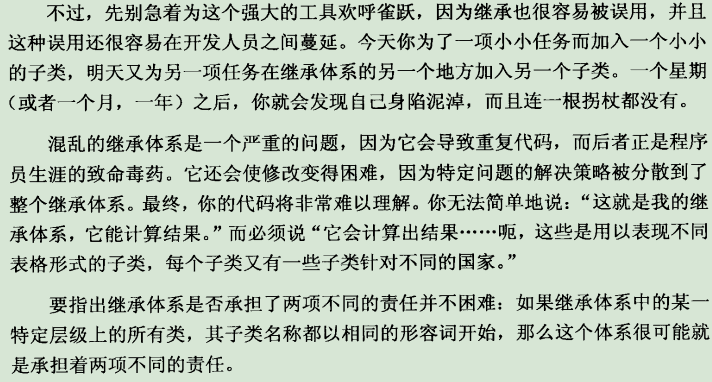 不过，先别急着为这个强大的工具欢呼雀跃，因为继承也很容易被误用，并且
这种误用还很容易在开发人员之间蔓延。今天你为了一项小小任务而加入一个小小
的子类，明天又为另一项任务在继承体系的另一个地方加入另一个子类。一个星期
（或者一个月，一年）之后，你就会发现自己身陷泥淖，而且连一根拐杖都没有。
混乱的继承体系是一个严重的问题，因为它会导致重复代码，而后者正是程序
员生涯的致命毒药。它还会使修改变得困难，因为特定问题的解决策略被分散到了
整个继承体系。最终，你的代码将非常难以理解。你无法简单地说：“这就是我的继
承体系，它能计算结果。”而必须说“它会计算出结果……呃，这些是用以表现不同
表格形式的子类，每个子类又有一些子类针对不同的国家。”
要指出继承体系是否承担了两项不同的责任并不困难：如果继承体系中的某一
特定层级上的所有类，其子类名称都以相同的形容词开始，那么这个体系很可能就
是承担着两项不同的责任。